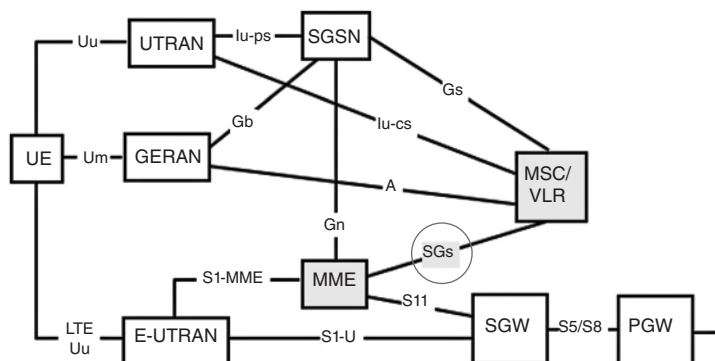 Uu
UTRAN
Iu-ps
SGSN
Gs
Gb
Iu-cs
UE
Um
GERAN
A
MSC/
VLR
Gn
SGs
S1-MME
MME
S11
LTE
Uu
E-UTRAN
S1-U
SGW
S5/S8
PGW